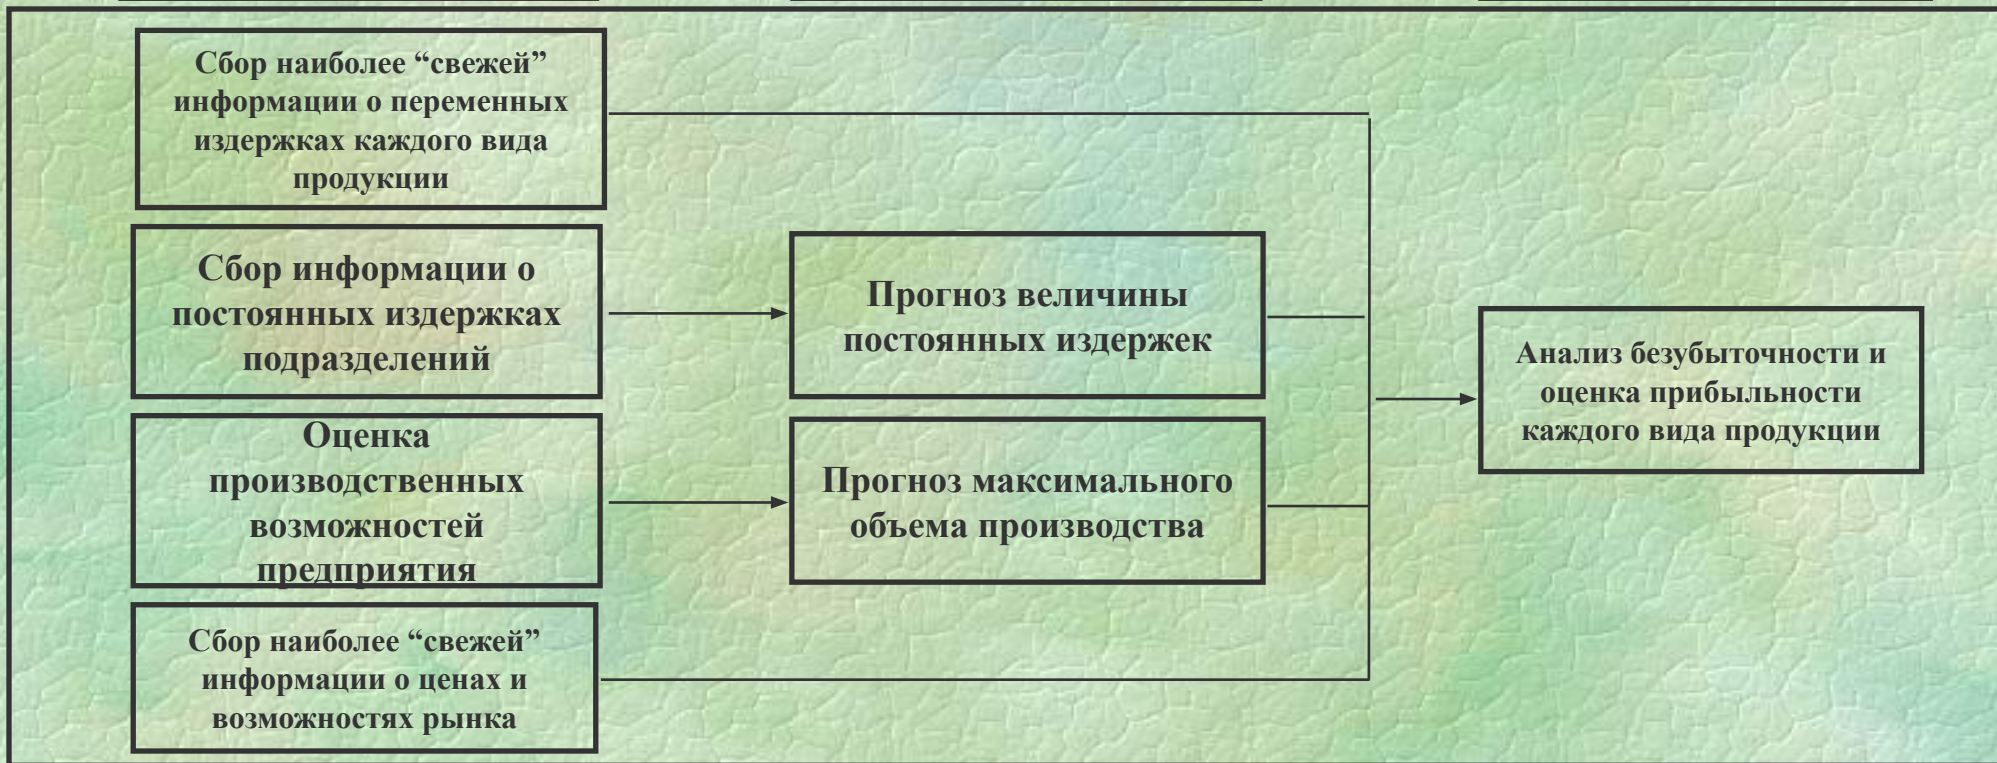 Сбор наиболее “свежей”
информации о переменных
издержках каждого вида
продукции
Сбор информации о
постоянных издержках
подразделений
Прогноз величины
постоянных издержек
Оценка
производственных
возможностей
предприятия
Прогноз максимального
объема производства
Сбор наиболее “свежей”
информации о ценах и
возможностях рынка
Анализ безубыточности и
оценка прибыльности
каждого вида продукции